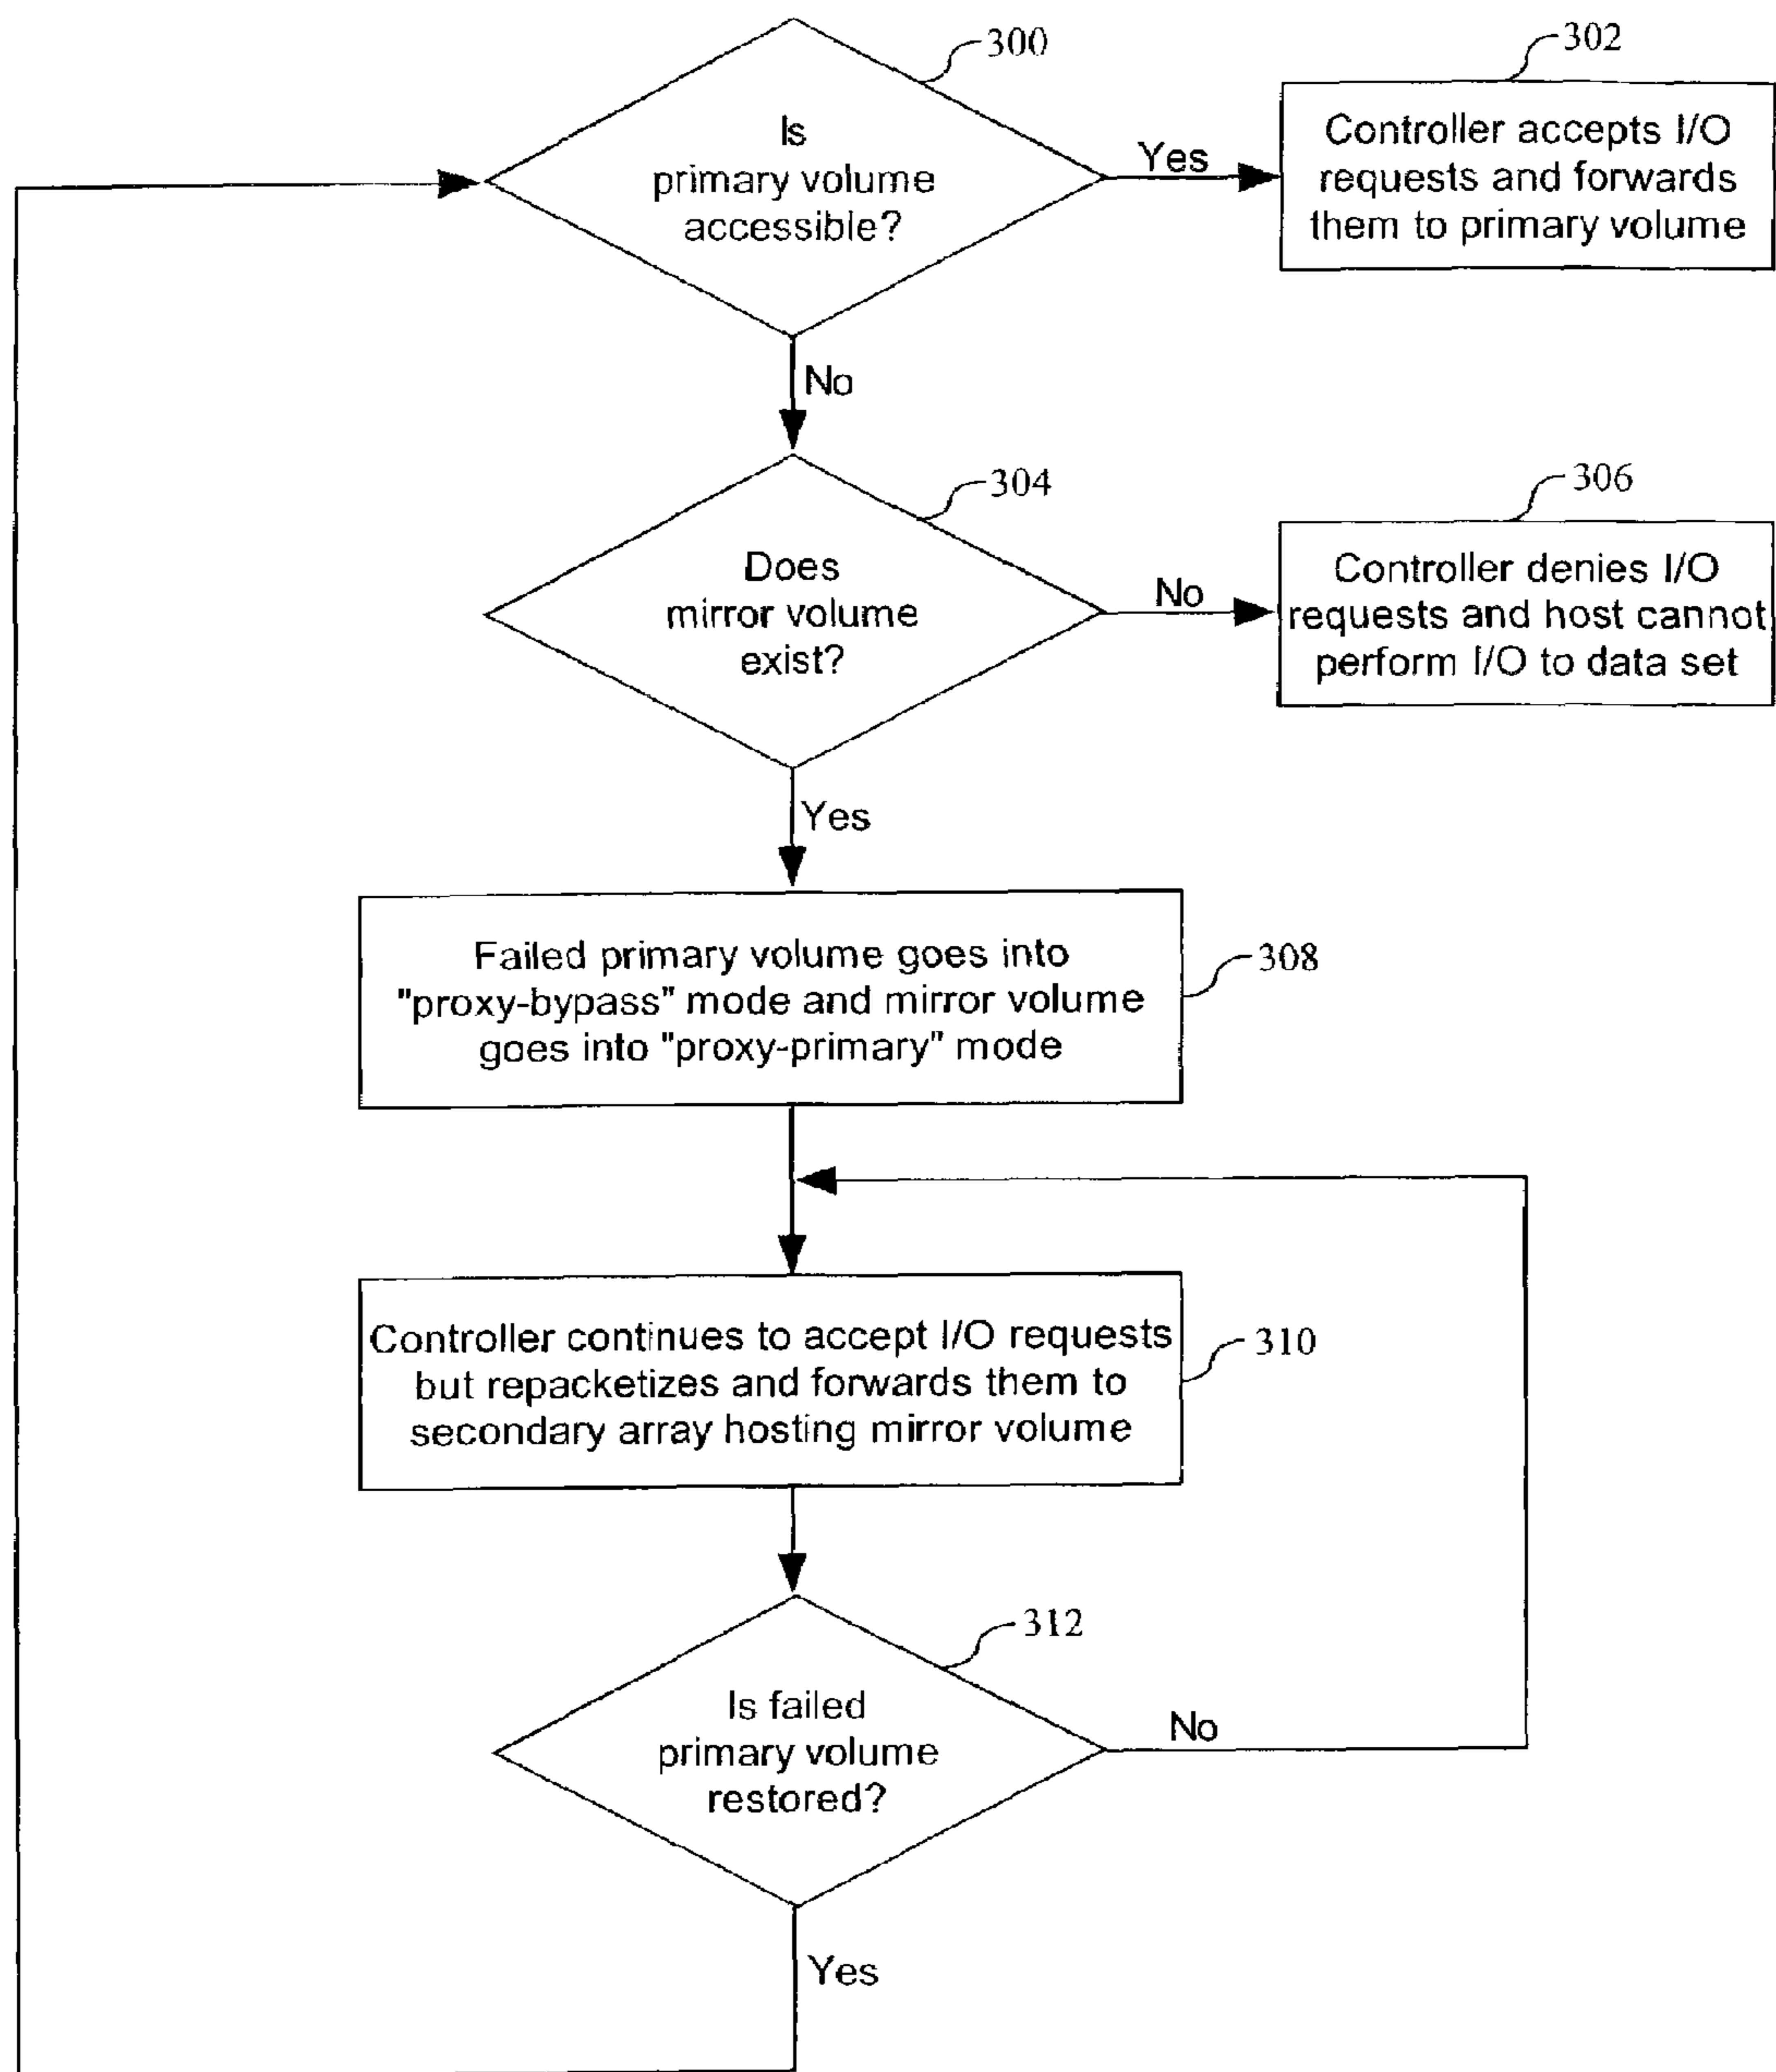 300
302
Is
primary volume
accessible?
Yes
Controller accepts I/O
requests and forwards
them to primary volume
No
304
306
Does
mirror volume
exist?
No
Controller denies I/O
requests and host cannot
perform I/O to data set
Yes
Failed primary volume goes into
"proxy-bypass" mode and mirror volume
goes into "proxy-primary" mode
308
Controller continues to accept I/O requests
but repacketizes and forwards them to
secondary array hosting mirror volume
310
312
Is failed
primary volume
restored?
No
Yes